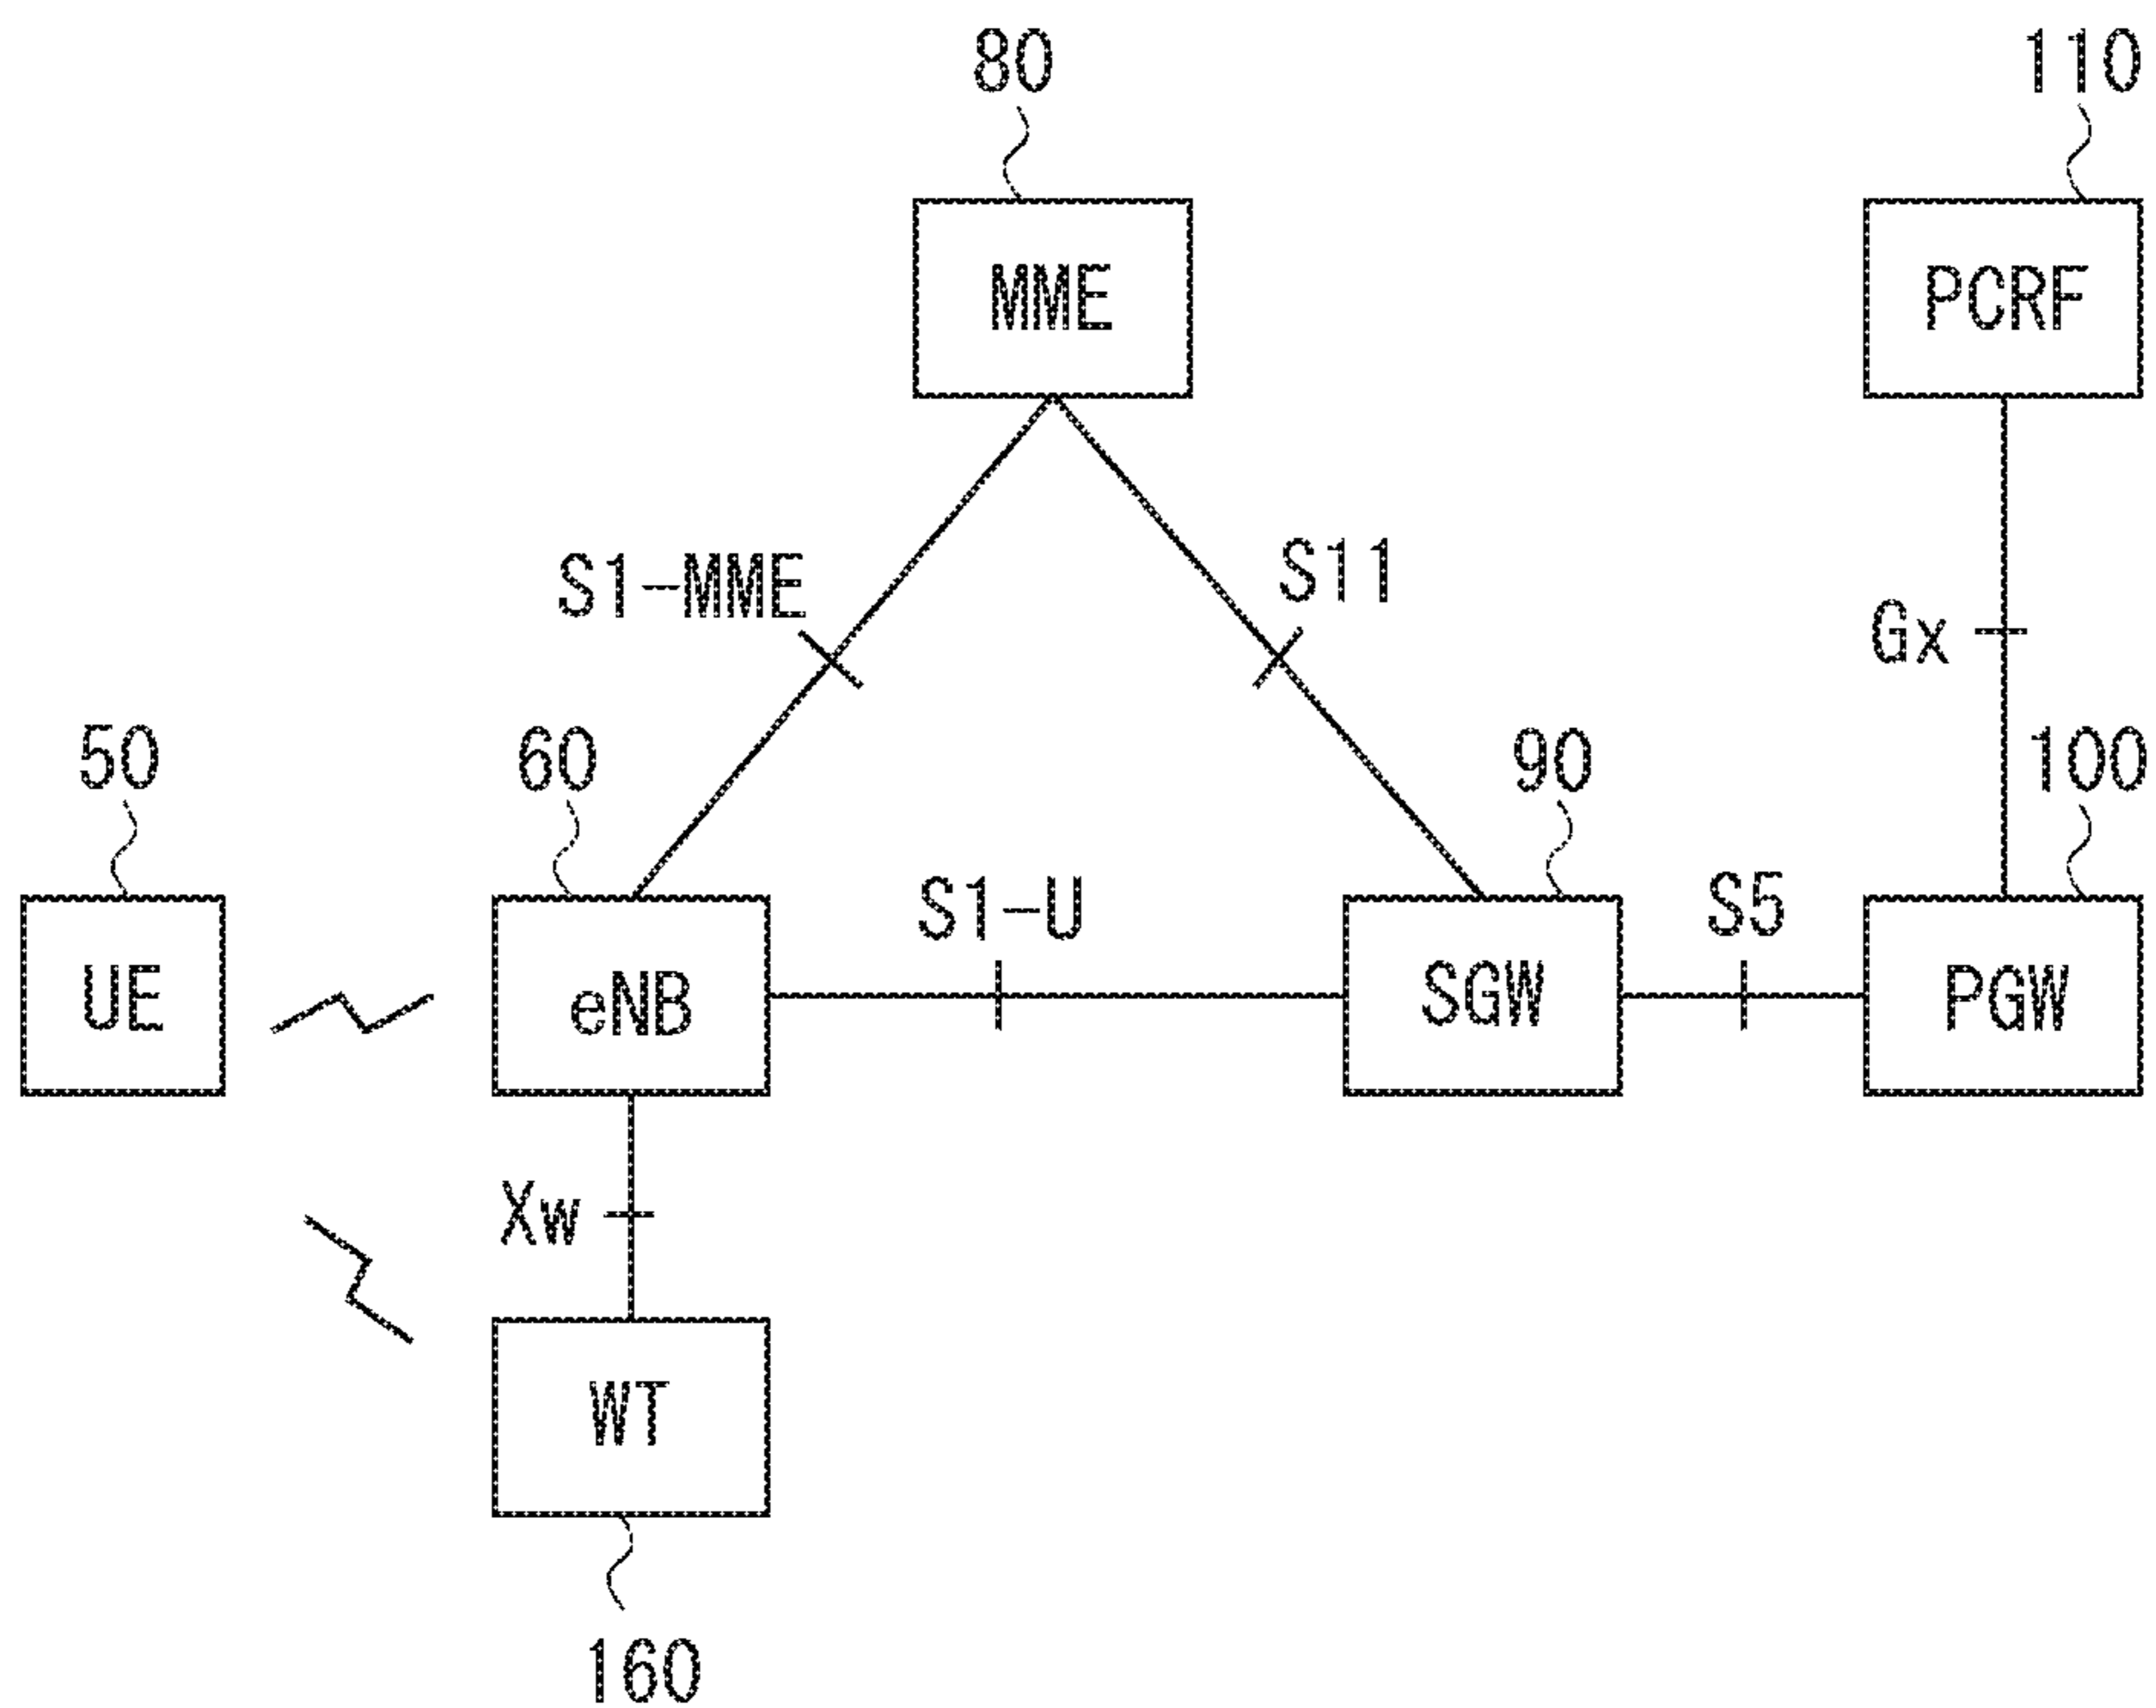 80
110
MME
PCRF
S1-MME
S11
Gx
50
60
90
100
UE
eNB
S1-U
SGW
S5
PGW
Xw
WT
160